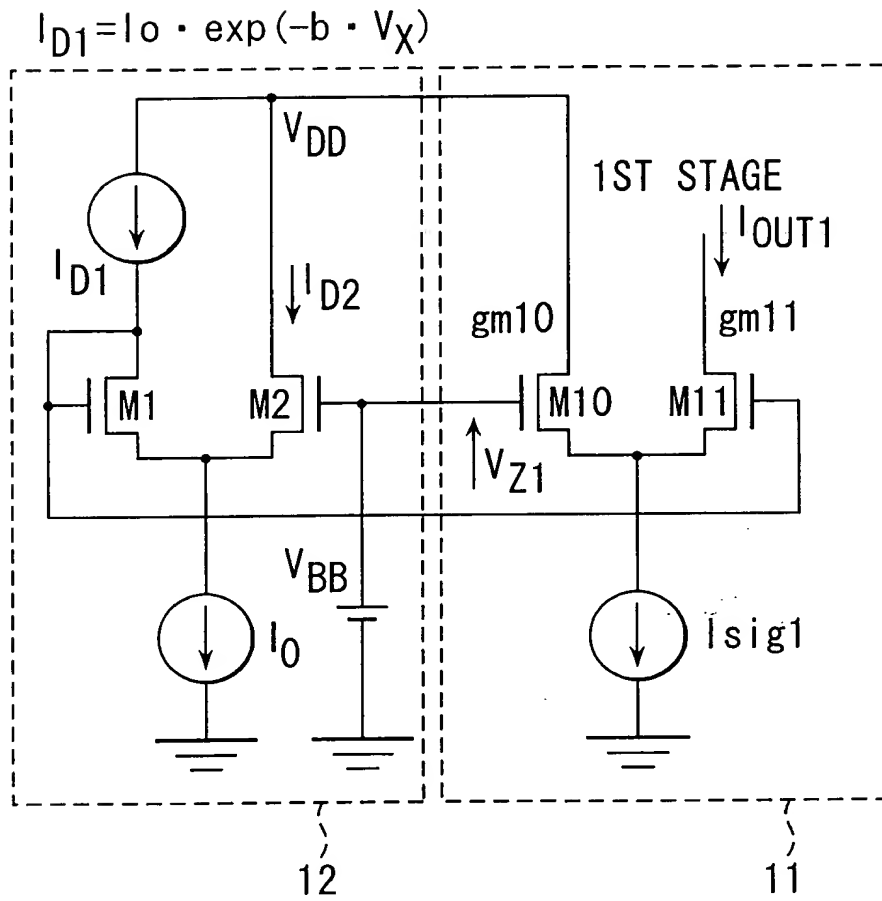 I_D1=Io · exp(-b · V_X)
V_DD
1ST STAGE
I_OUT1
I_D1
I_D2
gm10
gm11
M1
M2
M10
M11
V_Z1
V_BB
I_0
Isig1
12
11